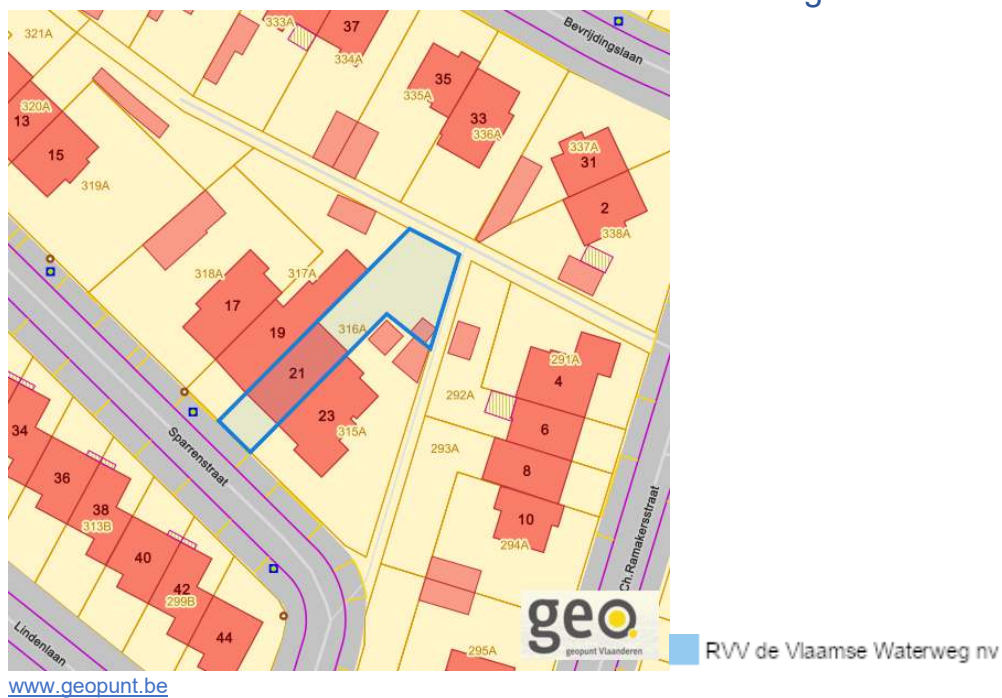 g
Bevrijdingslaan
333A
37
321A
334A
35
335A
33
336A
320A
13
15
319A
337A
31
2
338A
318A
317A
17
19
316A
21
23
315A
291A
4
292A
6
293A
8
10
294A
Sparrenstraat
34
36
38
313B
40
42
299B
44
Ch.Ramakersstraat
Lindenlaan
295A
geo
geopunt Vlaanderen
RVV de Vlaamse Waterweg nv
www.geopunt.be